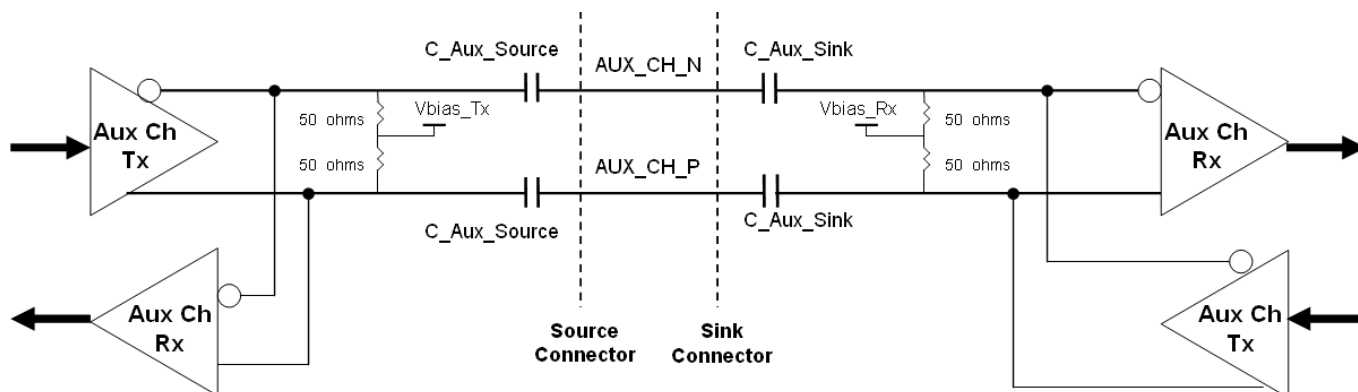 C_Aux_Source
AUX_CH_N
C_Aux_Sink
Aux Ch
Tx
50 ohms
Vbias_Tx
50 ohms
Vbias_Rx
50 ohms
50 ohms
Aux Ch
Rx
AUX_CH_P
C_Aux_Source
C_Aux_Sink
Aux Ch
Rx
Source
Connector
Sink
Connector
Aux Ch
Tx